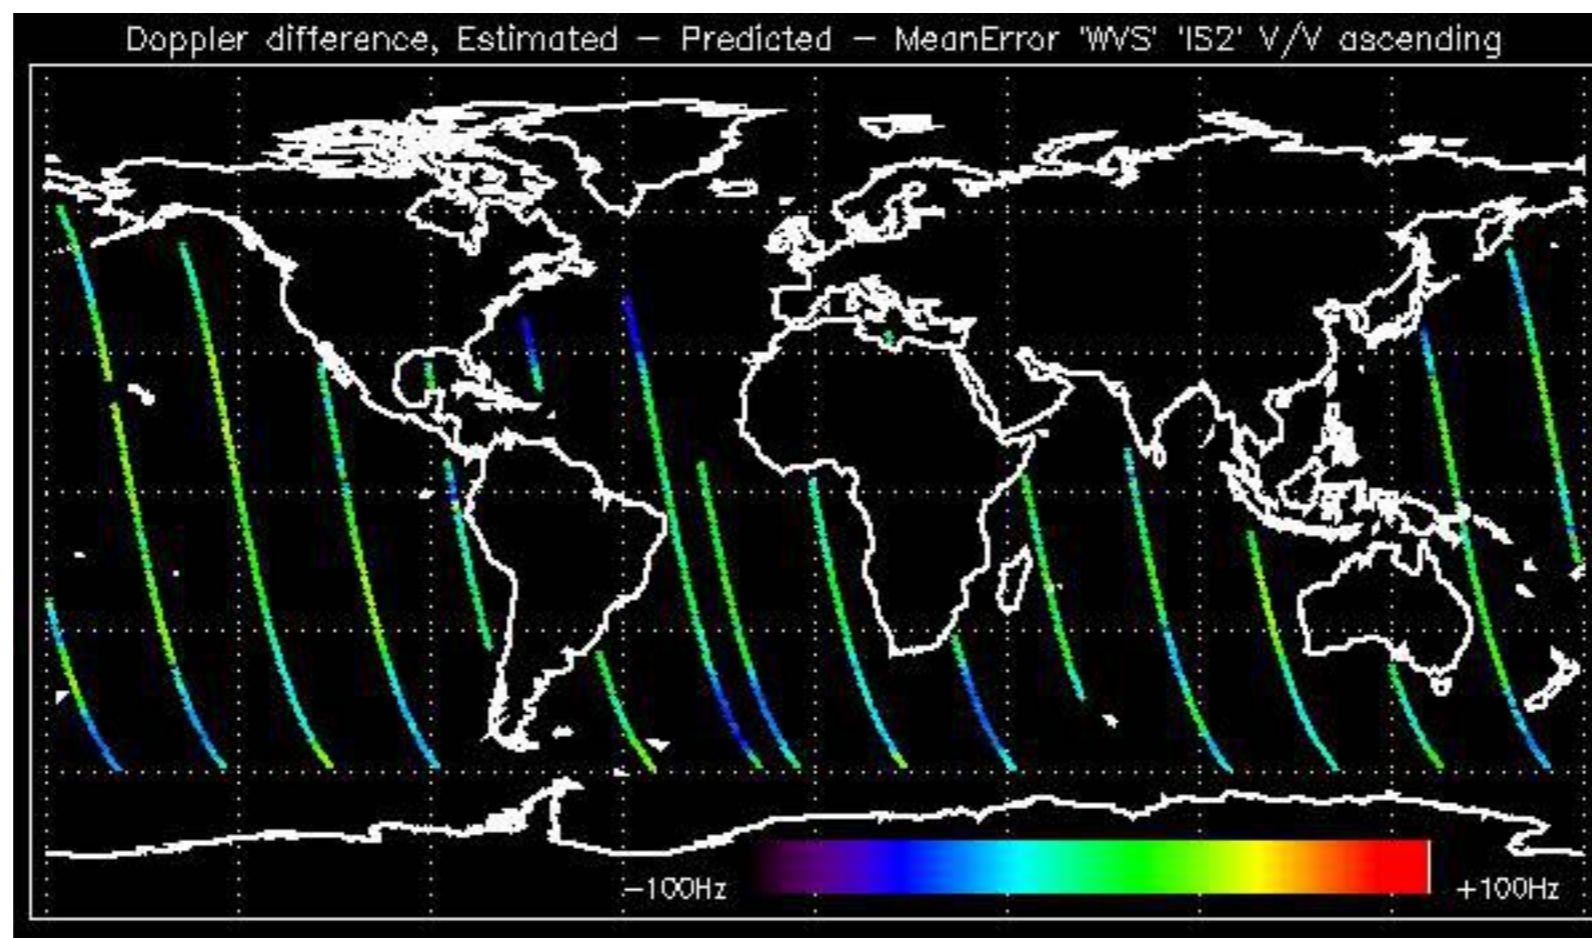 Doppler difference, Estimated − Predicted − MeanError 'WVS' 'IS2' V/V ascending
−100Hz +100Hz